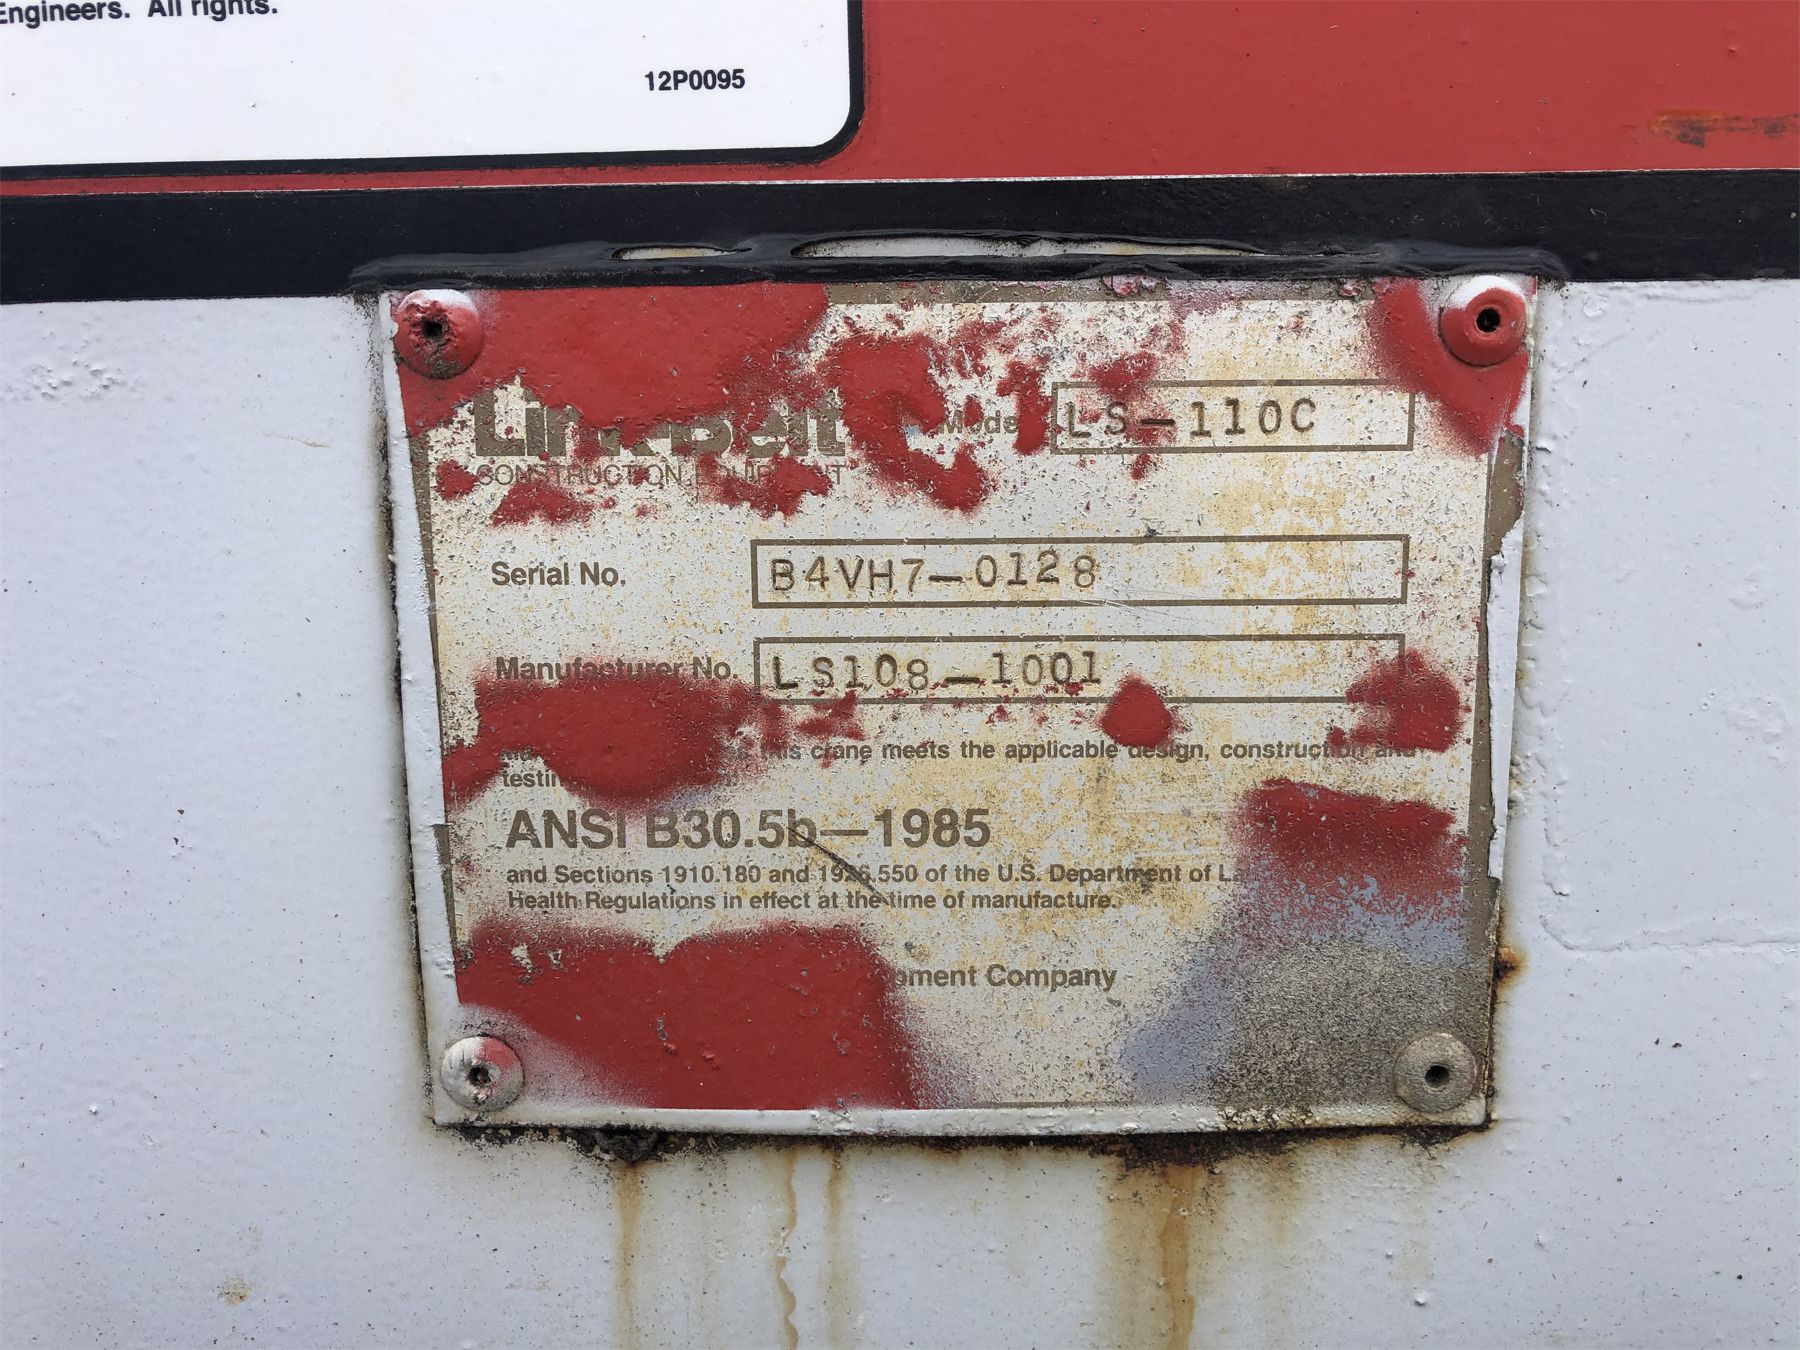 Engineers. All rights.
12P0095
Link-Belt
Model LS-110C
CONSTRUCTION EQUIPMENT
Serial No. B4VH7-0128
Manufacturer No. LS108-1001
this crane meets the applicable design, construction and
ANSI B30.5b—1985
and Sections 1910.180 and 1926.550 of the U.S. Department of
Health Regulations in effect at the time of manufacture.
Company